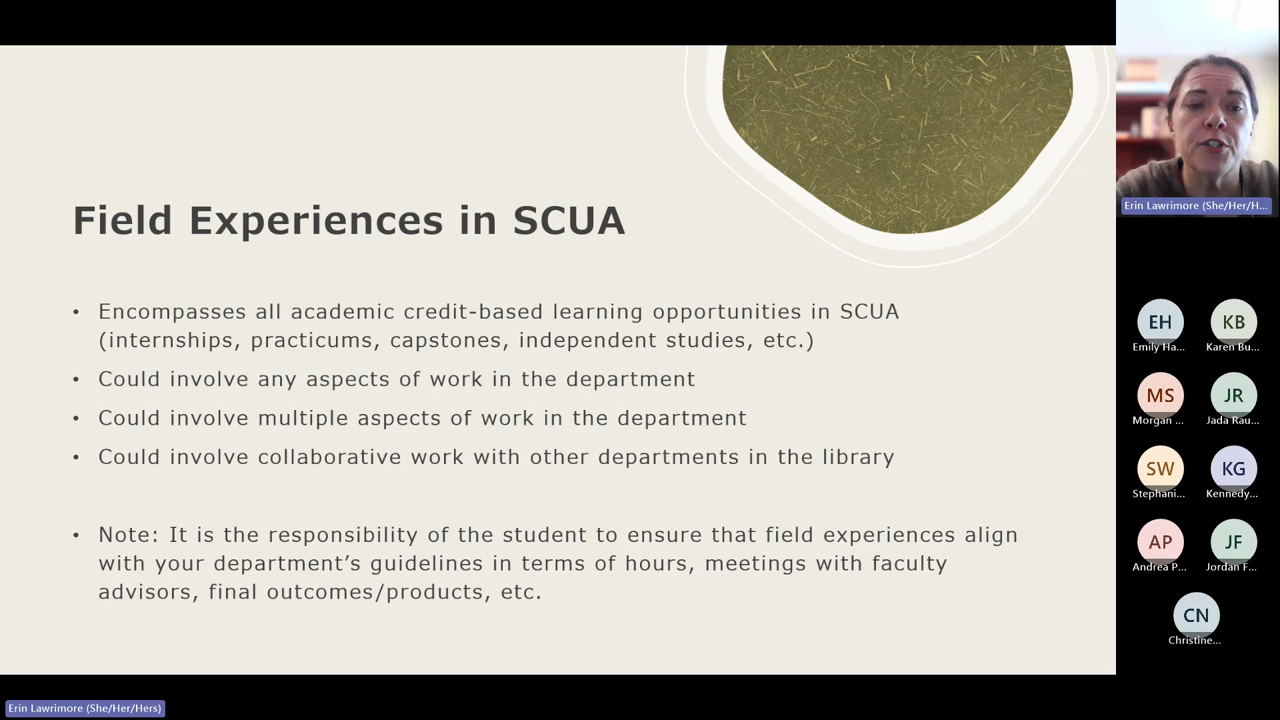 Field Experiences in SCUA
• Encompasses all academic credit-based learning opportunities in SCUA
(internships, practicums, capstones, independent studies, etc.)
• Could involve any aspects of work in the department
• Could involve multiple aspects of work in the department
• Could involve collaborative work with other departments in the library
• Note: It is the responsibility of the student to ensure that field experiences align
with your department’s guidelines in terms of hours, meetings with faculty
advisors, final outcomes/products, etc.
Erin Lawrimore (She/Her/H...
EH KB
Emily Ha... Karen Bu...
MS JR
Morgan ... Jada Rau...
SW KG
Stephani... Kennedy...
AP JF
Andrea P... Jordan F...
CN
Christine...
Erin Lawrimore (She/Her/Hers)